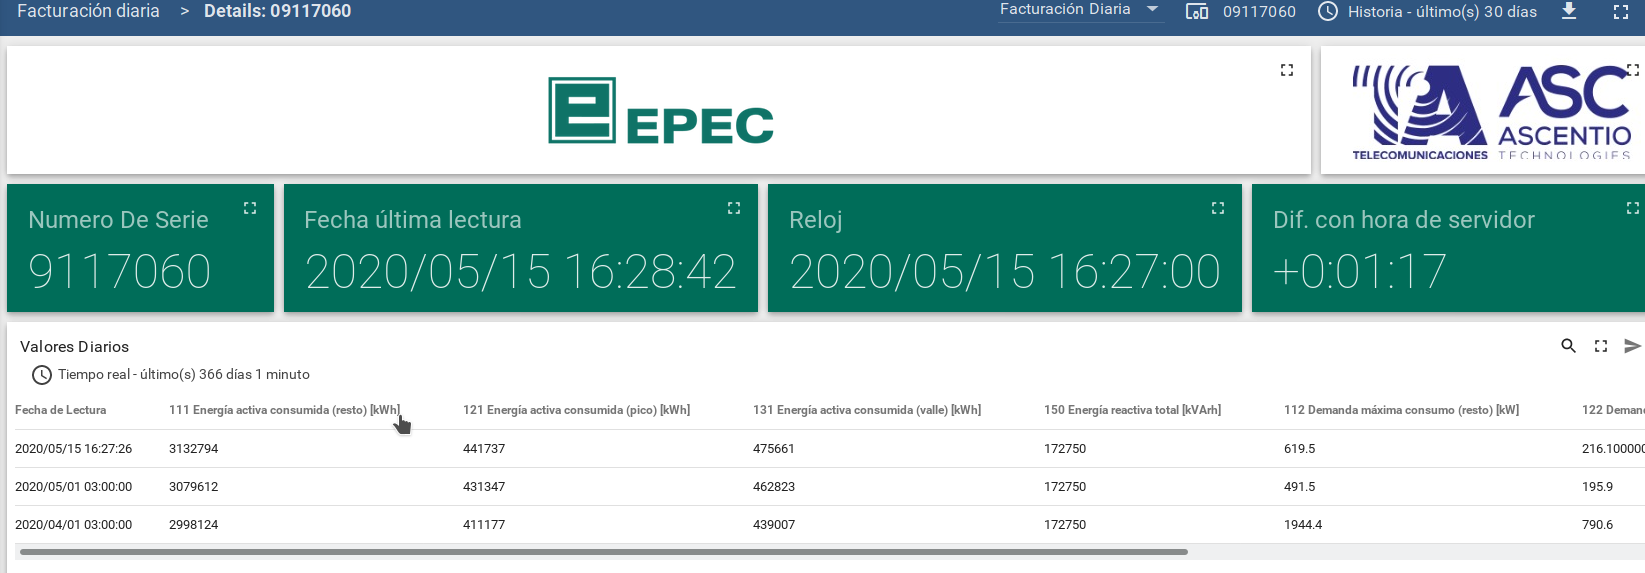 Facturación diaria > Details: 09117060 Facturación Diaria 09117060 Historia - último(s) 30 días
EPEC
TELECOMUNICACIONES
ASC
ASCENTIO
TECHNOLOGIES
Numero De Serie
9117060
Fecha última lectura
2020/05/15 16:28:42
Reloj
2020/05/15 16:27:00
Dif. con hora de servidor
+0:01:17
Valores Diarios
Tiempo real - último(s) 366 días 1 minuto
Fecha de Lectura 111 Energía activa consumida (resto) [kWh] 121 Energía activa consumida (pico) [kWh] 131 Energía activa consumida (valle) [kWh] 150 Energía reactiva total [kVArh] 112 Demanda máxima consumo (resto) [kW] 122 Deman
2020/05/15 16:27:26 3132794 441737 475661 172750 619.5 216.100000
2020/05/01 03:00:00 3079612 431347 462823 172750 491.5 195.9
2020/04/01 03:00:00 2998124 411177 439007 172750 1944.4 790.6